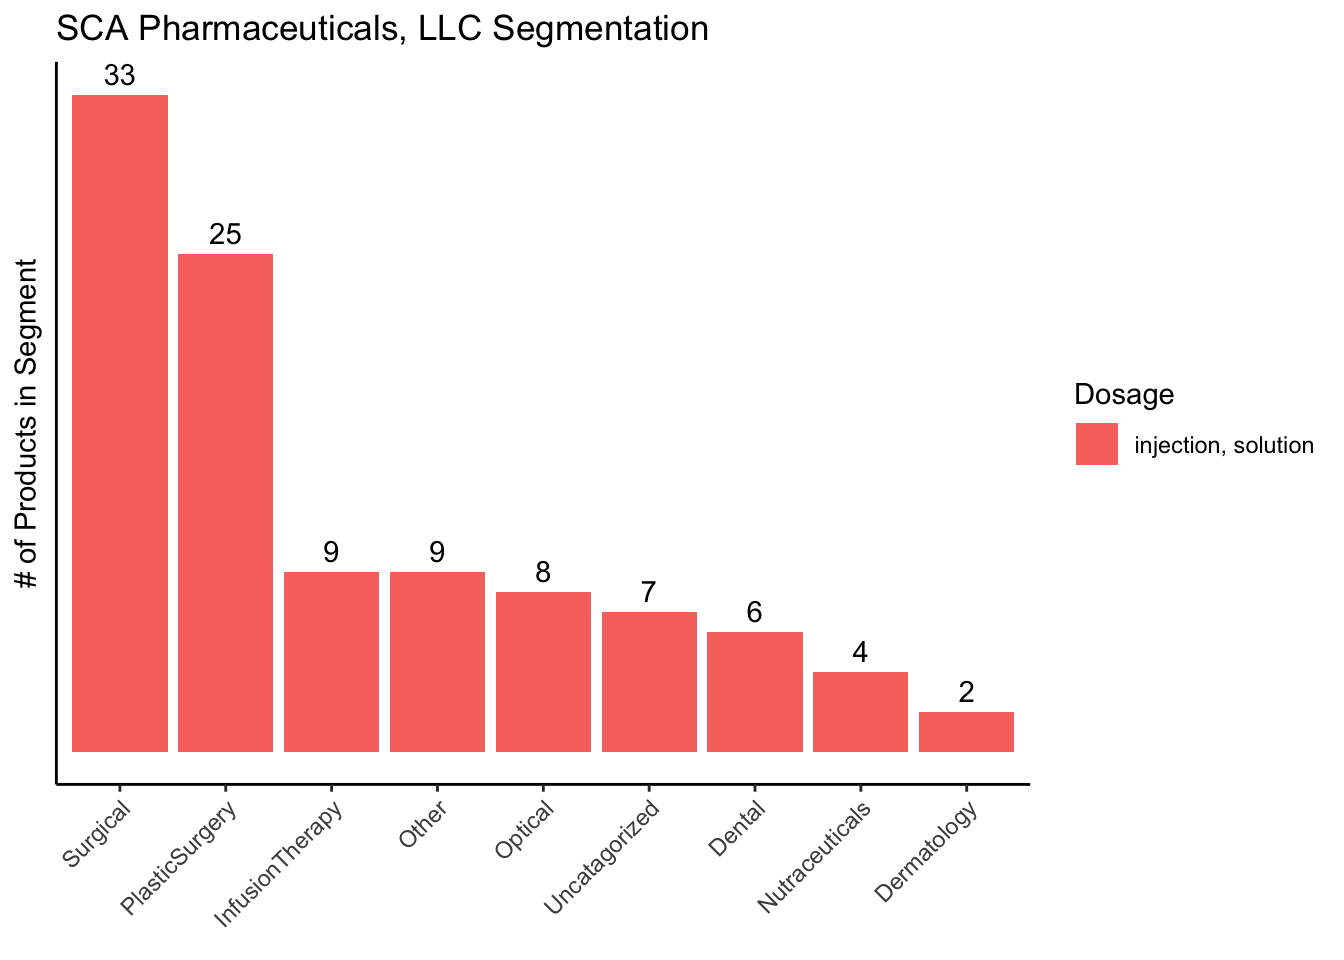 SCA Pharmaceuticals, LLC Segmentation
# of Products in Segment
33
25
9
9
8
7
6
4
2
Surgical
PlasticSurgery
InfusionTherapy
Other
Optical
Uncatagorized
Dental
Nutraceuticals
Dermatology
Dosage
injection, solution